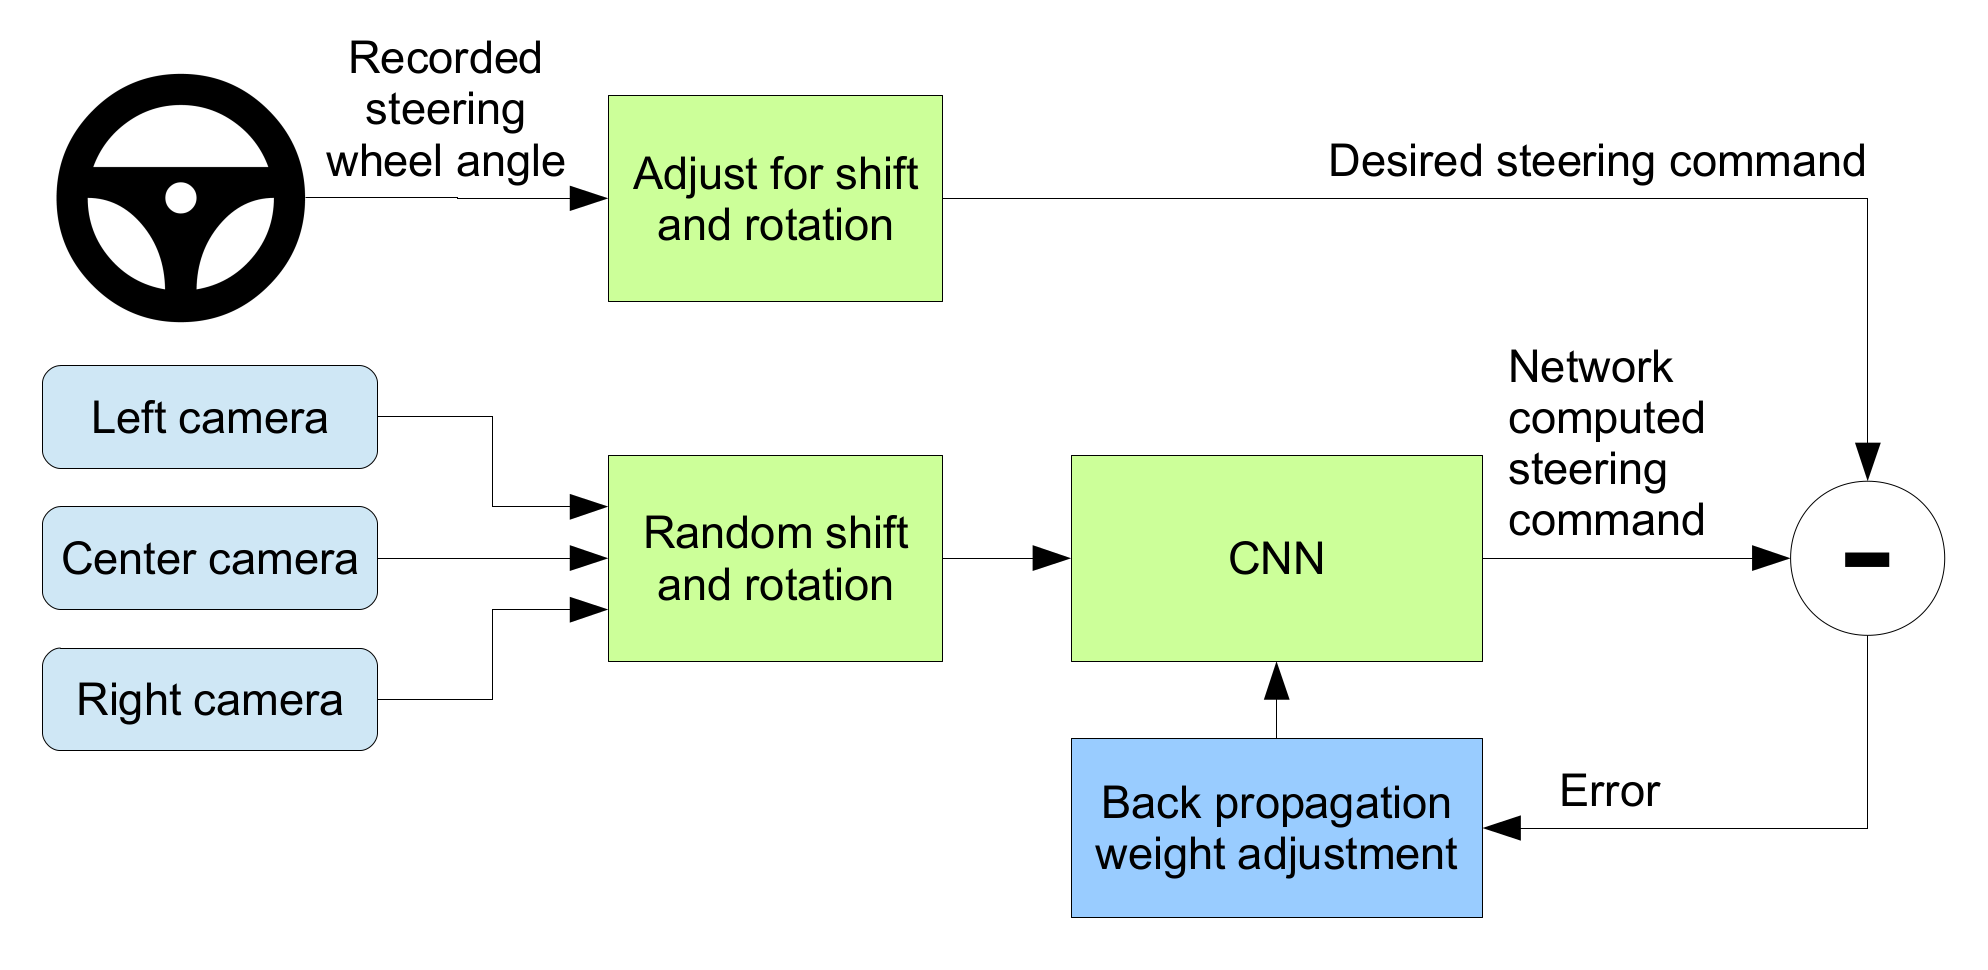 Recorded
steering
wheel angle
Adjust for shift
and rotation
Desired steering command
Left camera
Center camera
Right camera
Random shift
and rotation
CNN
Network
computed
steering
command
-
Back propagation
weight adjustment
Error